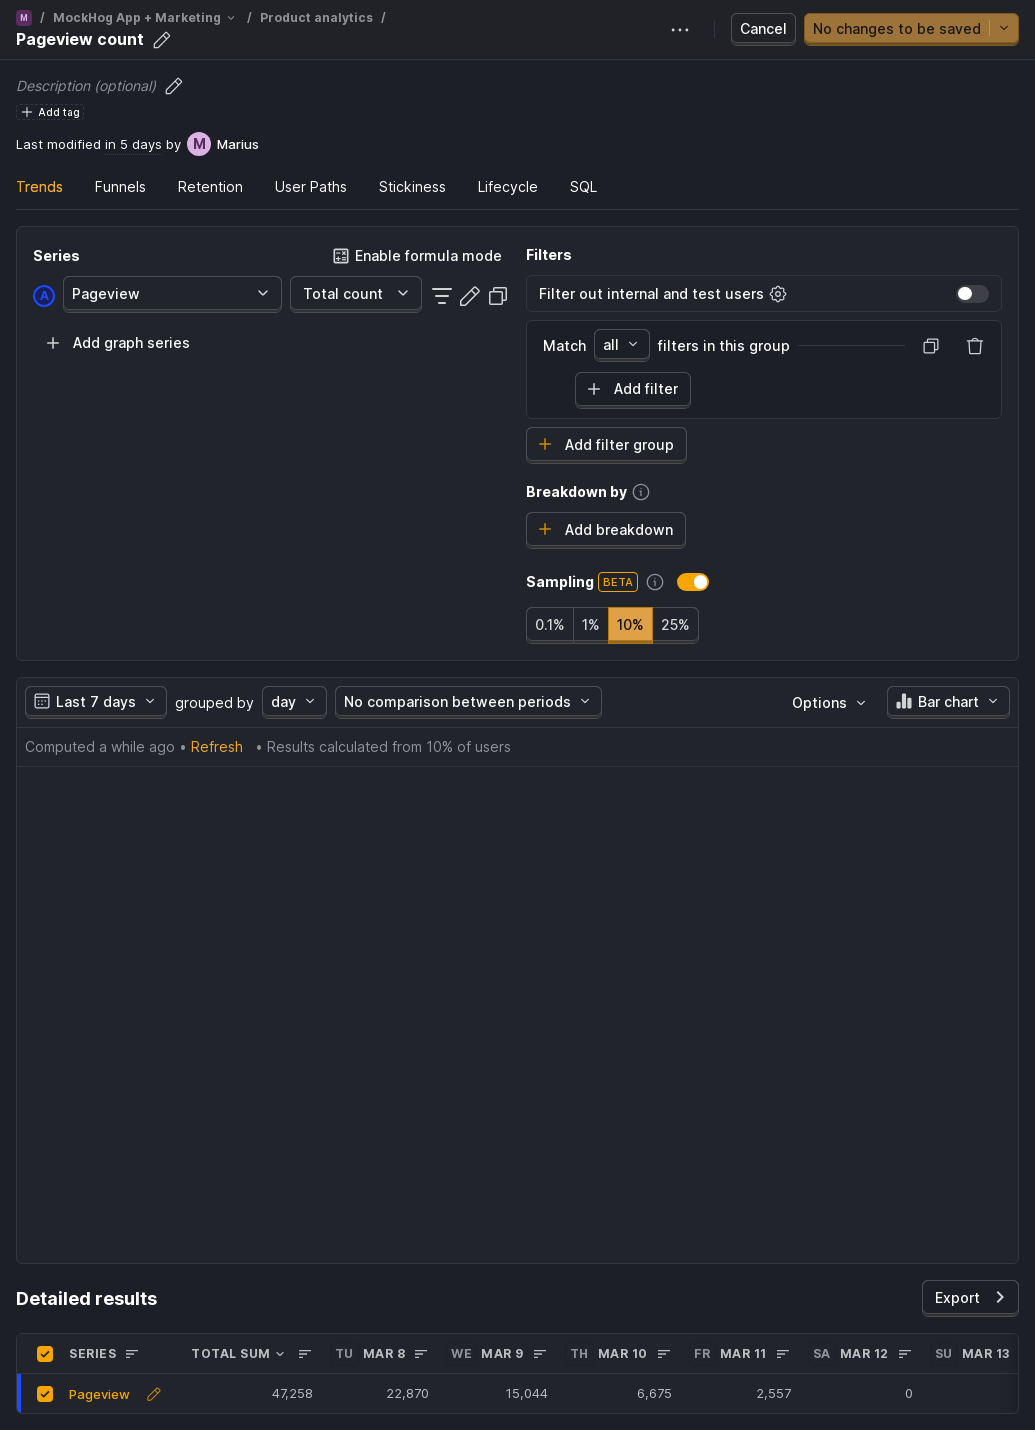 M / MockHog App + Marketing / Product analytics /
Pageview count
Cancel
No changes to be saved
Description (optional)
Add tag
Last modified in 5 days by M Marius
Trends Funnels Retention User Paths Stickiness Lifecycle SQL
Series
Enable formula mode
A Pageview Total count
Add graph series
Filters
Filter out internal and test users
Match all filters in this group
Add filter
Add filter group
Breakdown by
Add breakdown
Sampling BETA
0.1% 1% 10% 25%
Last 7 days grouped by day No comparison between periods Options Bar chart
Computed a while ago • Refresh • Results calculated from 10% of users
Detailed results
Export
SERIES TOTAL SUM TU MAR 8 WE MAR 9 TH MAR 10 FR MAR 11 SA MAR 12 SU MAR 13
Pageview 47,258 22,870 15,044 6,675 2,557 0